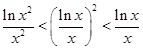 ln x² / x² < (ln x / x)² < ln x / x